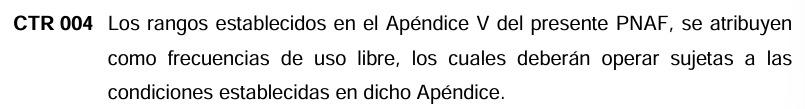 CTR 004 Los rangos establecidos en el Apéndice V del presente PNAF, se atribuyen
como frecuencias de uso libre, los cuales deberán operar sujetas a las
condiciones establecidas en dicho Apéndice.